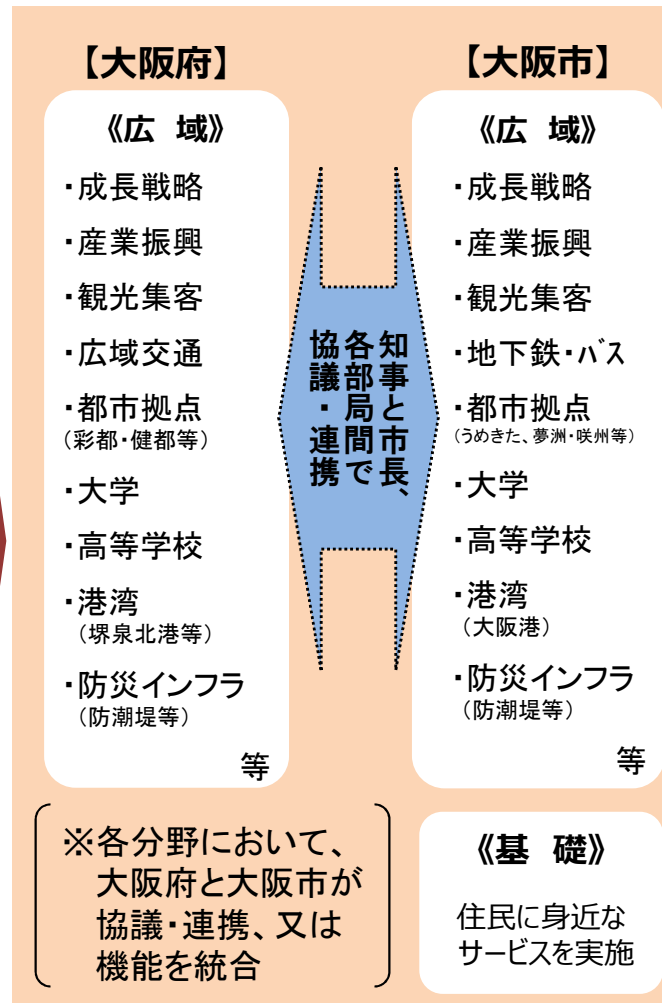 【大阪府】
《広 域》
・成長戦略
・産業振興
・観光集客
・広域交通
・都市拠点
（彩都・健都等）
・大学
・高等学校
・港湾
（堺泉北港等）
・防災インフラ
（防潮堤等）
等
知事と市長、
各部局間で
協議・連携
【大阪市】
《広 域》
・成長戦略
・産業振興
・観光集客
・地下鉄・バス
・都市拠点
（うめきた、夢洲・咲州等）
・大学
・高等学校
・港湾
（大阪港）
・防災インフラ
（防潮堤等）
等
※各分野において、
大阪府と大阪市が
協議・連携、又は
機能を統合
《基 礎》
住民に身近な
サービスを実施